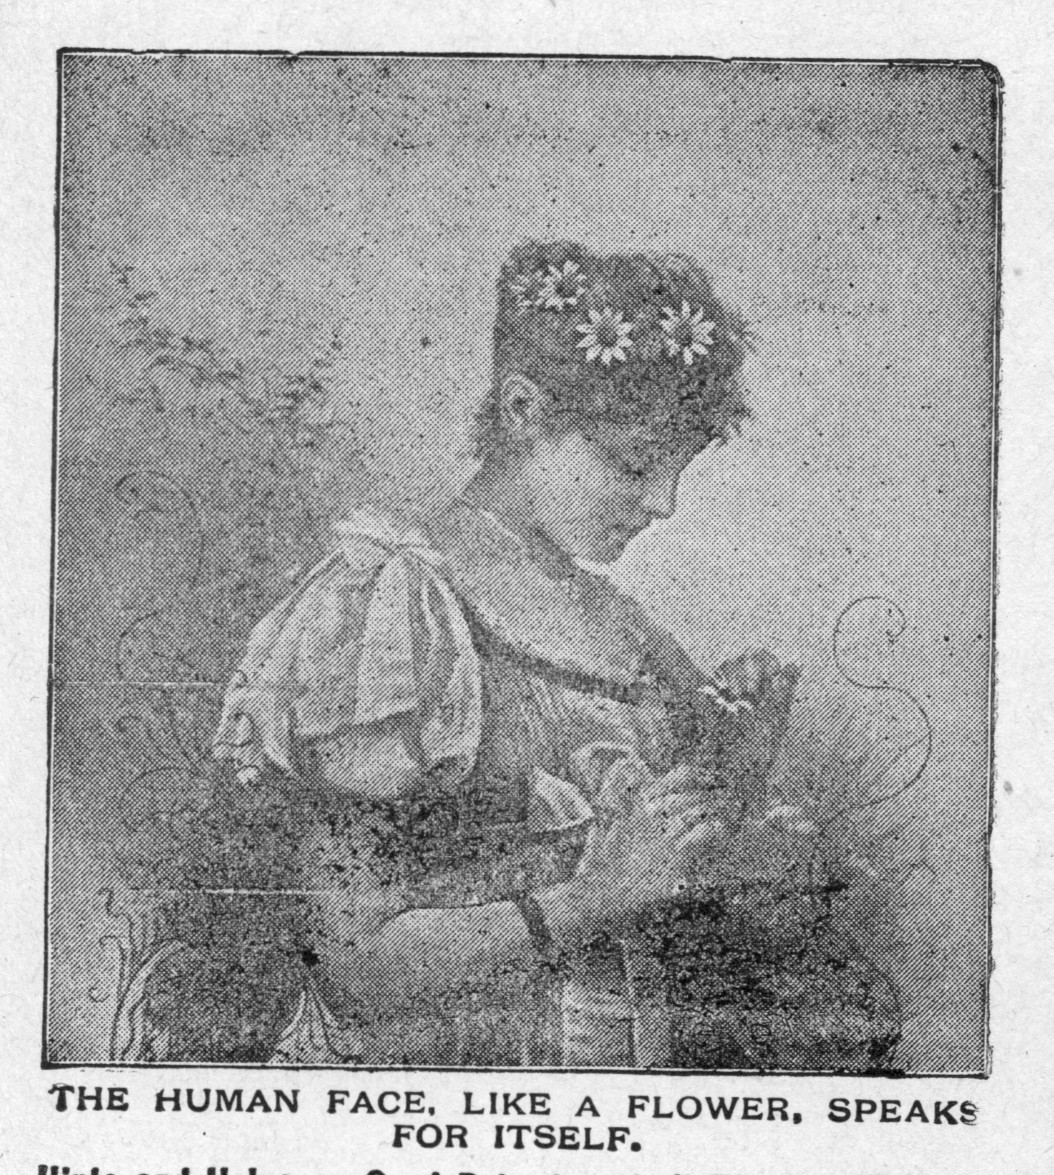 THE HUMAN FACE, LIKE A FLOWER, SPEAKS
FOR ITSELF.